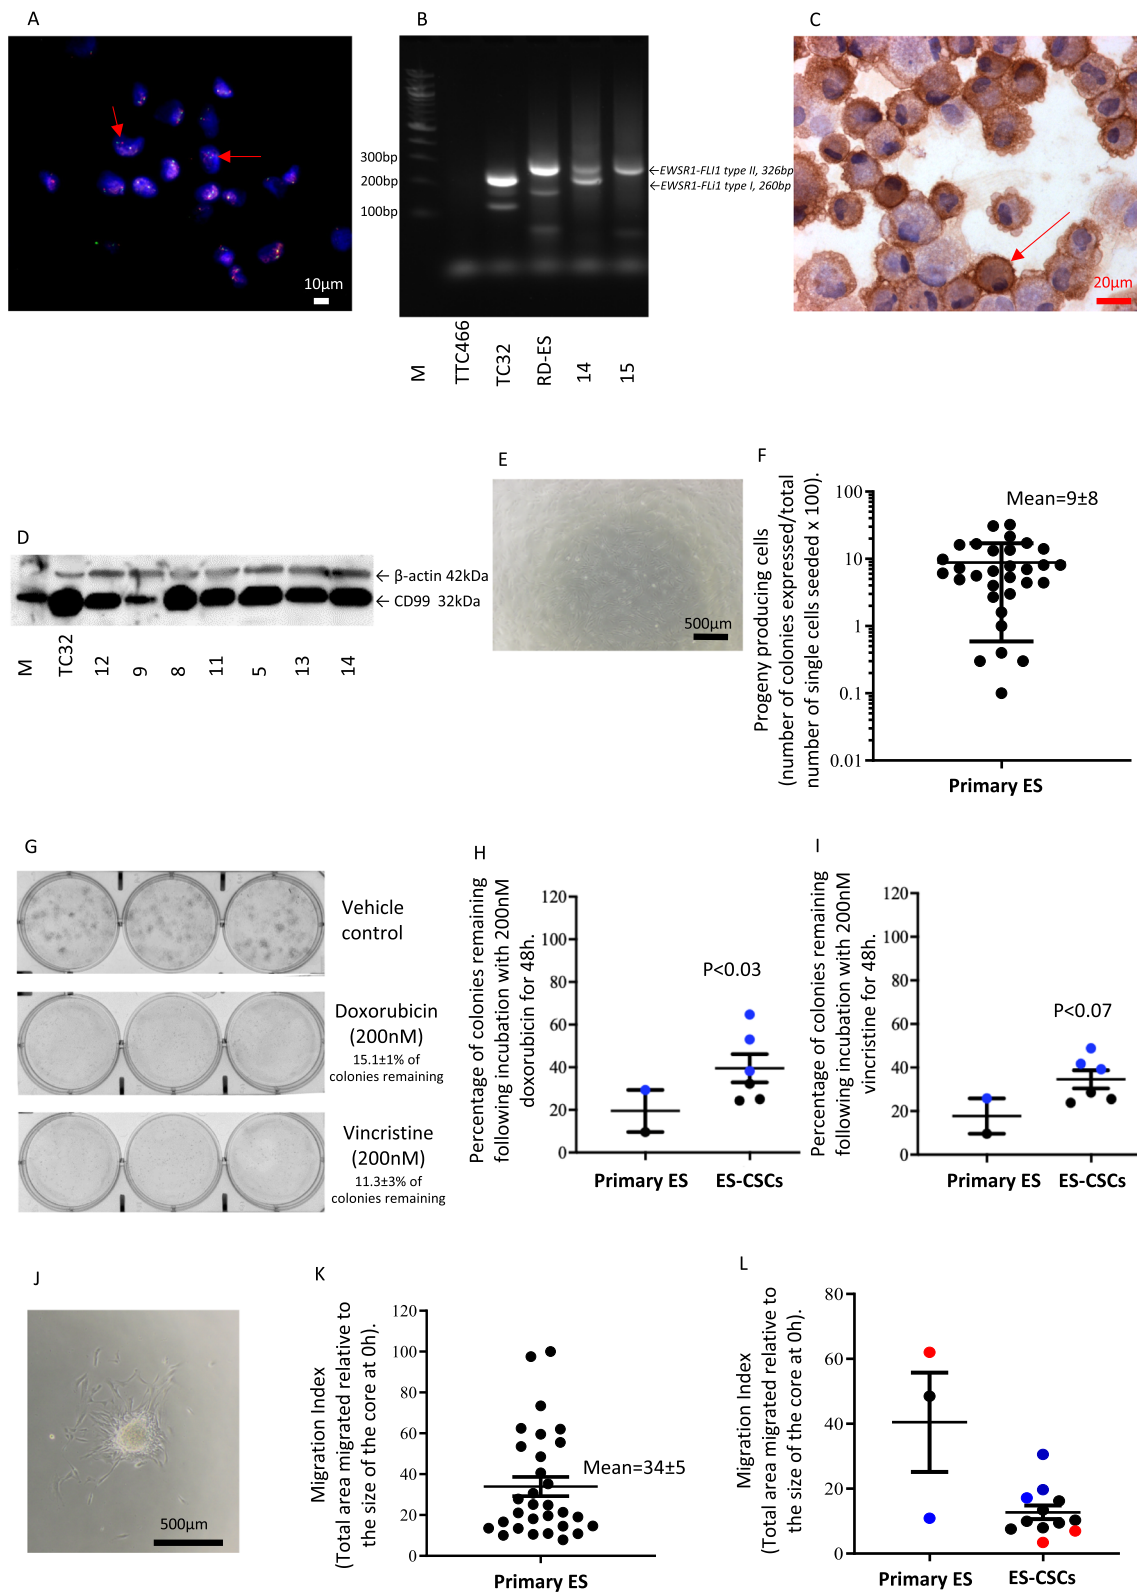 A
10µm
B
300bp
200bp
100bp
←EWSR1-FLI1 type II, 326bp
←EWSR1-FLi1 type I, 260bp
M
TTC466
TC32
RD-ES
14
15
C
20µm
D
← β-actin 42kDa
← CD99 32kDa
M
TC32
12
9
8
11
5
13
14
E
500µm
F
Progeny producing cells
(number of colonies expressed/total
number of single cells seeded x 100).
100
10
1
0.1
0.01
Mean=9±8
Primary ES
G
Vehicle
control
Doxorubicin
(200nM)
15.1±1% of
colonies remaining
Vincristine
(200nM)
11.3±3% of
colonies remaining
H
Percentage of colonies remaining
following incubation with 200nM
doxorubicin for 48h.
120
100
80
60
40
20
0
P<0.03
Primary ES
ES-CSCs
I
Percentage of colonies remaining
following incubation with 200nM
vincristine for 48h.
120
100
80
60
40
20
0
P<0.07
Primary ES
ES-CSCs
J
500µm
K
Migration Index
(Total area migrated relative to
the size of the core at 0h).
120
100
80
60
40
20
0
Mean=34±5
Primary ES
L
Migration Index
(Total area migrated relative to
the size of the core at 0h).
80
60
40
20
0
Primary ES
ES-CSCs